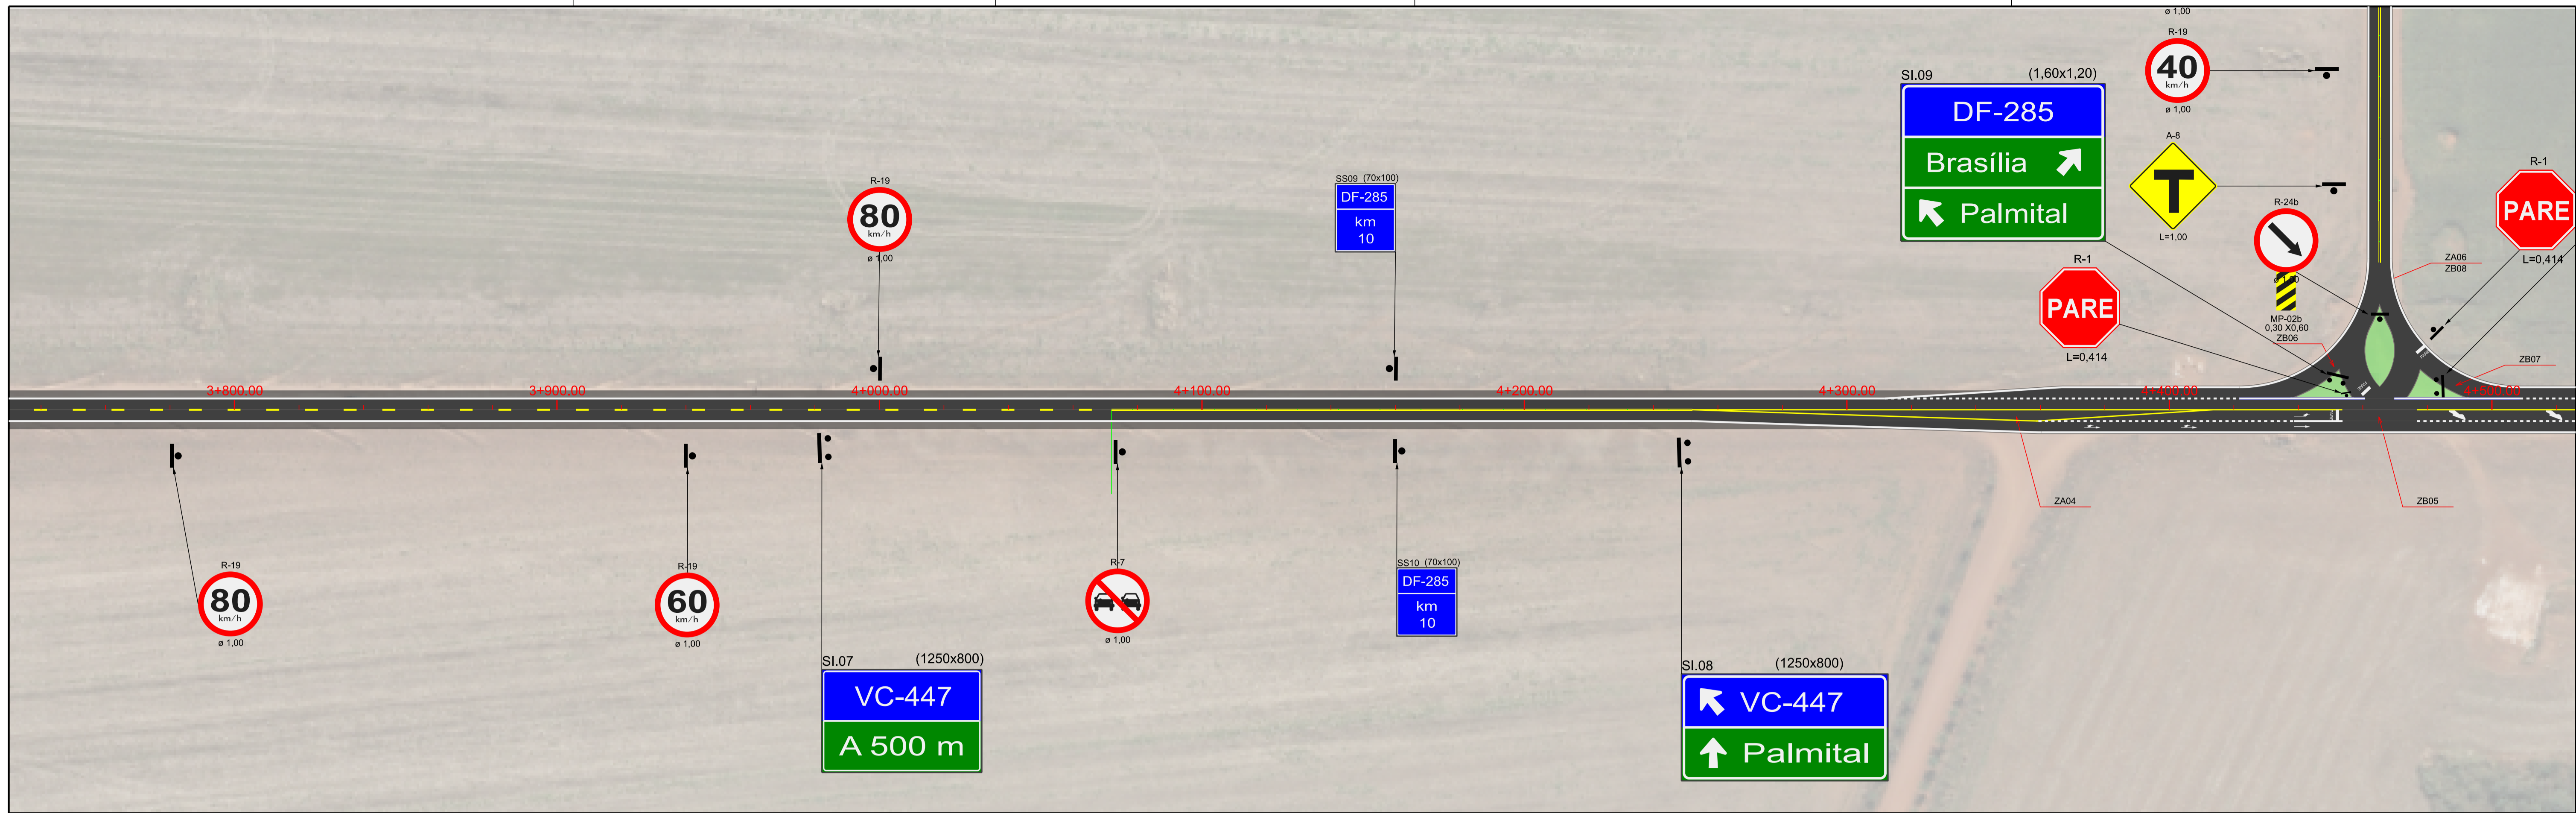 ø 1,00
R-19
40
km/h
ø 1,00
SI.09 (1,60x1,20)
DF-285
Brasília
Palmital
A-8
T
L=1,00
R-1
PARE
L=0,414
R-19
80
km/h
ø 1,00
SS09 (70x100)
DF-285
km
10
R-24b
MP-02b
0,30 X0,60
R-1
PARE
L=0,414
ZA06
ZB08
ZB06
ZB07
3+800.00 3+900.00 4+000.00 4+100.00 4+200.00 4+300.00 4+400.00 4+500.00
PARE
PARE
ZA04
ZB05
R-19
80
km/h
ø 1,00
R-19
60
km/h
ø 1,00
R-7
ø 1,00
SS10 (70x100)
DF-285
km
10
SI.07 (1250x800)
VC-447
A 500 m
SI.08 (1250x800)
VC-447
Palmital